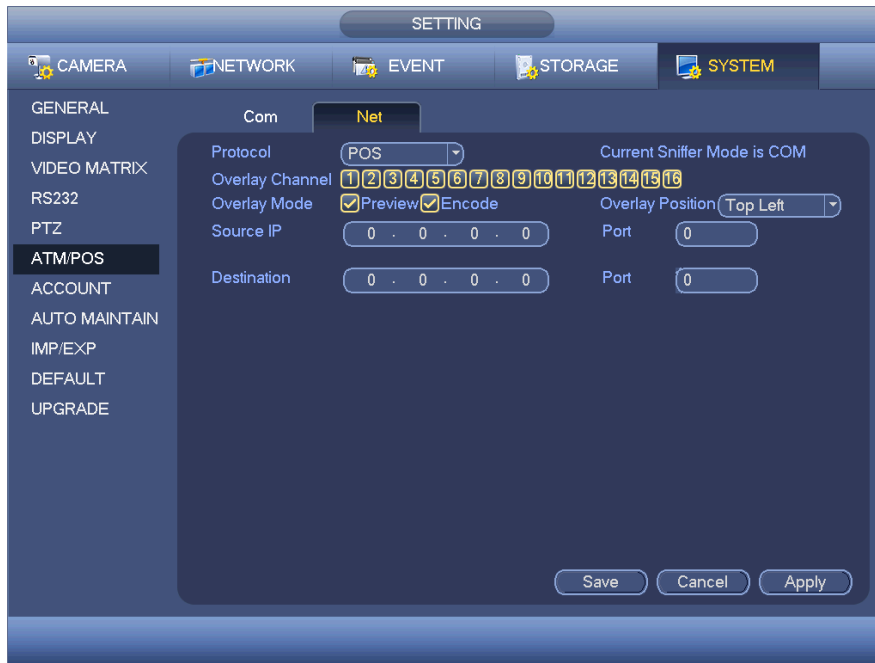 SETTING
CAMERA NETWORK EVENT STORAGE SYSTEM
GENERAL
DISPLAY
VIDEO MATRIX
RS232
PTZ
ATM/POS
ACCOUNT
AUTO MAINTAIN
IMP/EXP
DEFAULT
UPGRADE
Com Net
Protocol POS Current Sniffer Mode is COM
Overlay Channel 1 2 3 4 5 6 7 8 9 10 11 12 13 14 15 16
Overlay Mode Preview Encode Overlay Position Top Left
Source IP 0 . 0 . 0 . 0 Port 0
Destination 0 . 0 . 0 . 0 Port 0
Save Cancel Apply